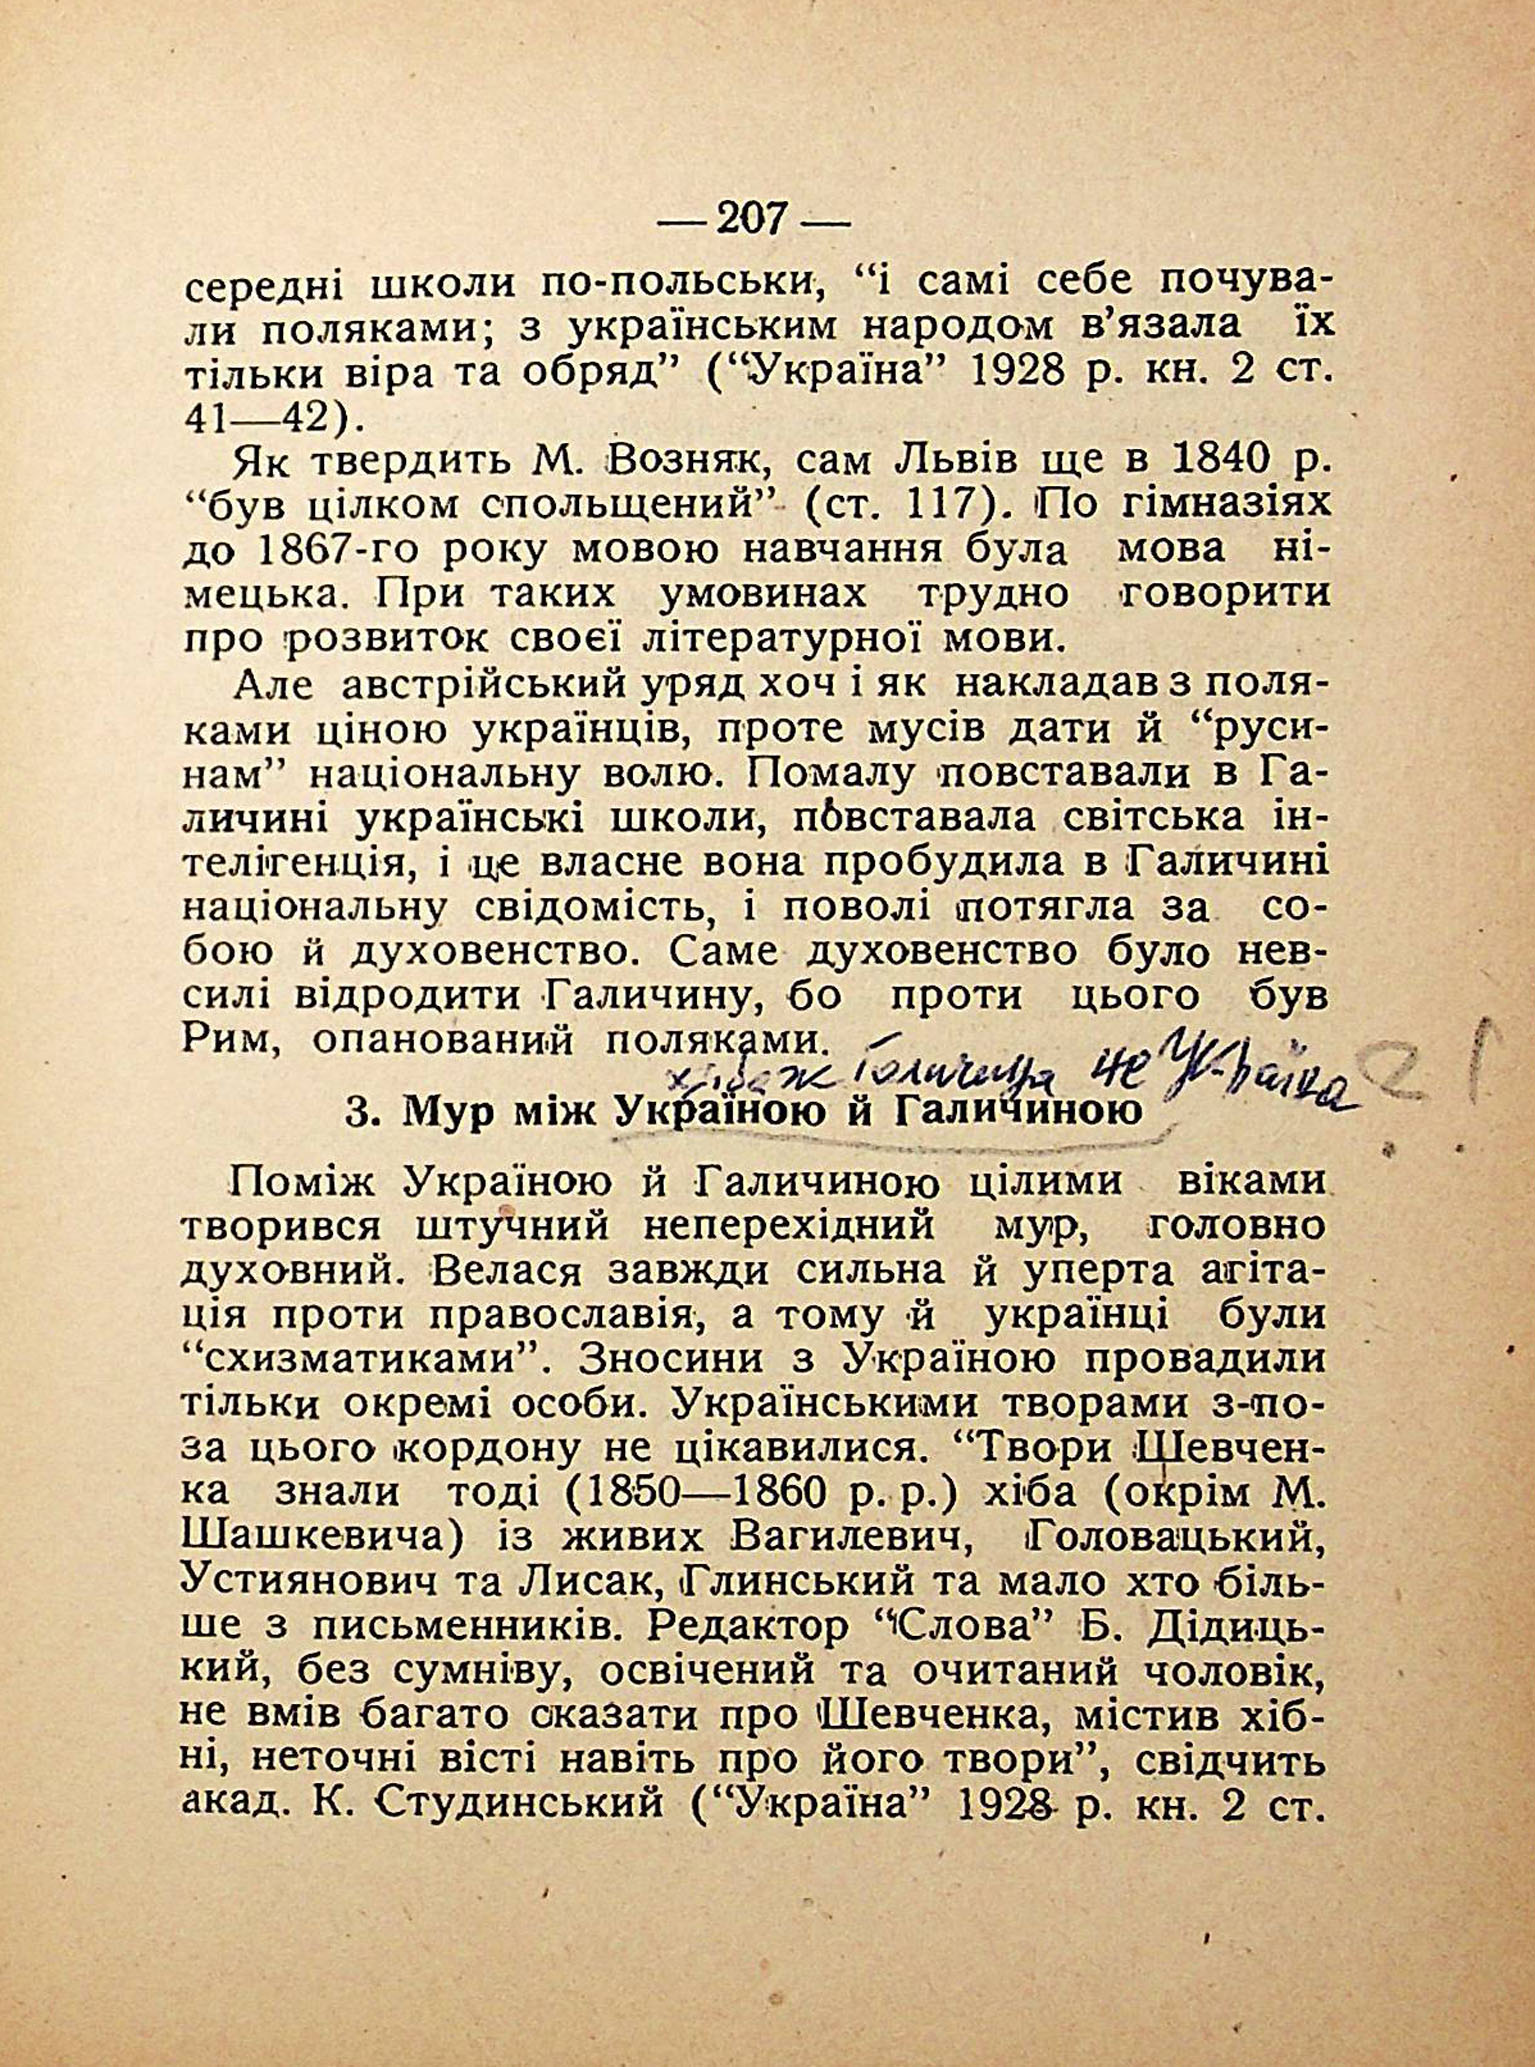 — 207 —
середні школи по-польськи, “і самі себе почува-
ли поляками; з українським народом в’язала їх
тільки віра та обряд” (“Україна” 1928 р. кн. 2 ст.
41—42).
Як твердить М. Возняк, сам Львів ще в 1840 р.
“був цілком спольщений” (ст. 117). По гімназіях
до 1867-го року мовою навчання була мова ні-
мецька. При таких умовинах трудно говорити
про розвиток своєї літературної мови.
Але австрійський уряд хоч і як накладав з поля-
ками ціною українців, проте мусів дати й “руси-
нам” національну волю. Помалу повставали в Га-
личині українські школи, повставала світська ін-
телігенція, і це власне вона пробудила в Галичині
національну свідомість, і поволі потягла за со-
бою й духовенство. Саме духовенство було нев-
силі відродити Галичину, бо проти цього був
Рим, опанований поляками.
хибаж Галичина не Україна ?!
3. Мур між Україною й Галичиною
Поміж Україною й Галичиною цілими віками
творився штучний неперехідний мур, головно
духовний. Велася завжди сильна й уперта агіта-
ція проти православія, а тому й українці були
“схизматиками”. Зносини з Україною провадили
тільки окремі особи. Українськими творами з-по-
за цього кордону не цікавилися. “Твори Шевчен-
ка знали тоді (1850—1860 р. р.) хіба (окрім М.
Шашкевича) із живих Вагилевич, Головацький,
Устиянович та Лисак, Глинський та мало хто біль-
ше з письменників. Редактор “Слова” Б. Дідиць-
кий, без сумніву, освічений та очитаний чоловік,
не вмів багато сказати про Шевченка, містив хіб-
ні, неточні вісті навіть про його твори”, свідчить
акад. К. Студинський (“Україна” 1928 р. кн. 2 ст.